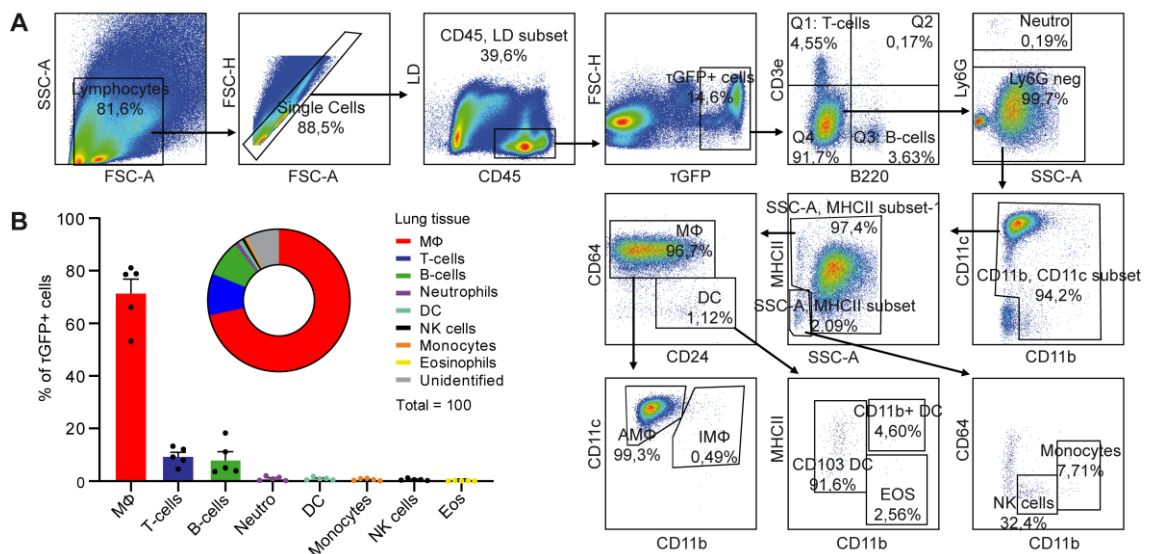 A
SSC-A
Lymphocytes
81,6%
FSC-A
FSC-H
Single Cells
88,5%
FSC-A
LD
CD45, LD subset
39,6%
CD45
FSC-H
τGFP+ cells
14,6%
τGFP
CD3e
Q1: T-cells
4,55%
Q2
0,17%
Q4
91,7%
Q3: B-cells
3,63%
B220
Ly6G
Neutro
0,19%
Ly6G neg
99,7%
SSC-A
CD64
MΦ
96,7%
DC
1,12%
CD24
MHCII
SSC-A, MHCII subset-1
97,4%
SSC-A, MHCII subset
2,09%
SSC-A
CD11c
CD11b, CD11c subset
94,2%
CD11b
CD11c
AMΦ
99,3%
IMΦ
0,49%
CD11b
MHCII
CD11b+ DC
4,60%
CD103 DC
91,6%
EOS
2,56%
CD11b
CD64
Monocytes
7,71%
NK cells
32,4%
CD11b
B
% of τGFP+ cells
100
80
60
40
20
0
MΦ
T-cells
B-cells
Neutro
DC
Monocytes
NK cells
Eos
Lung tissue
MΦ
T-cells
B-cells
Neutrophils
DC
NK cells
Monocytes
Eosinophils
Unidentified
Total = 100